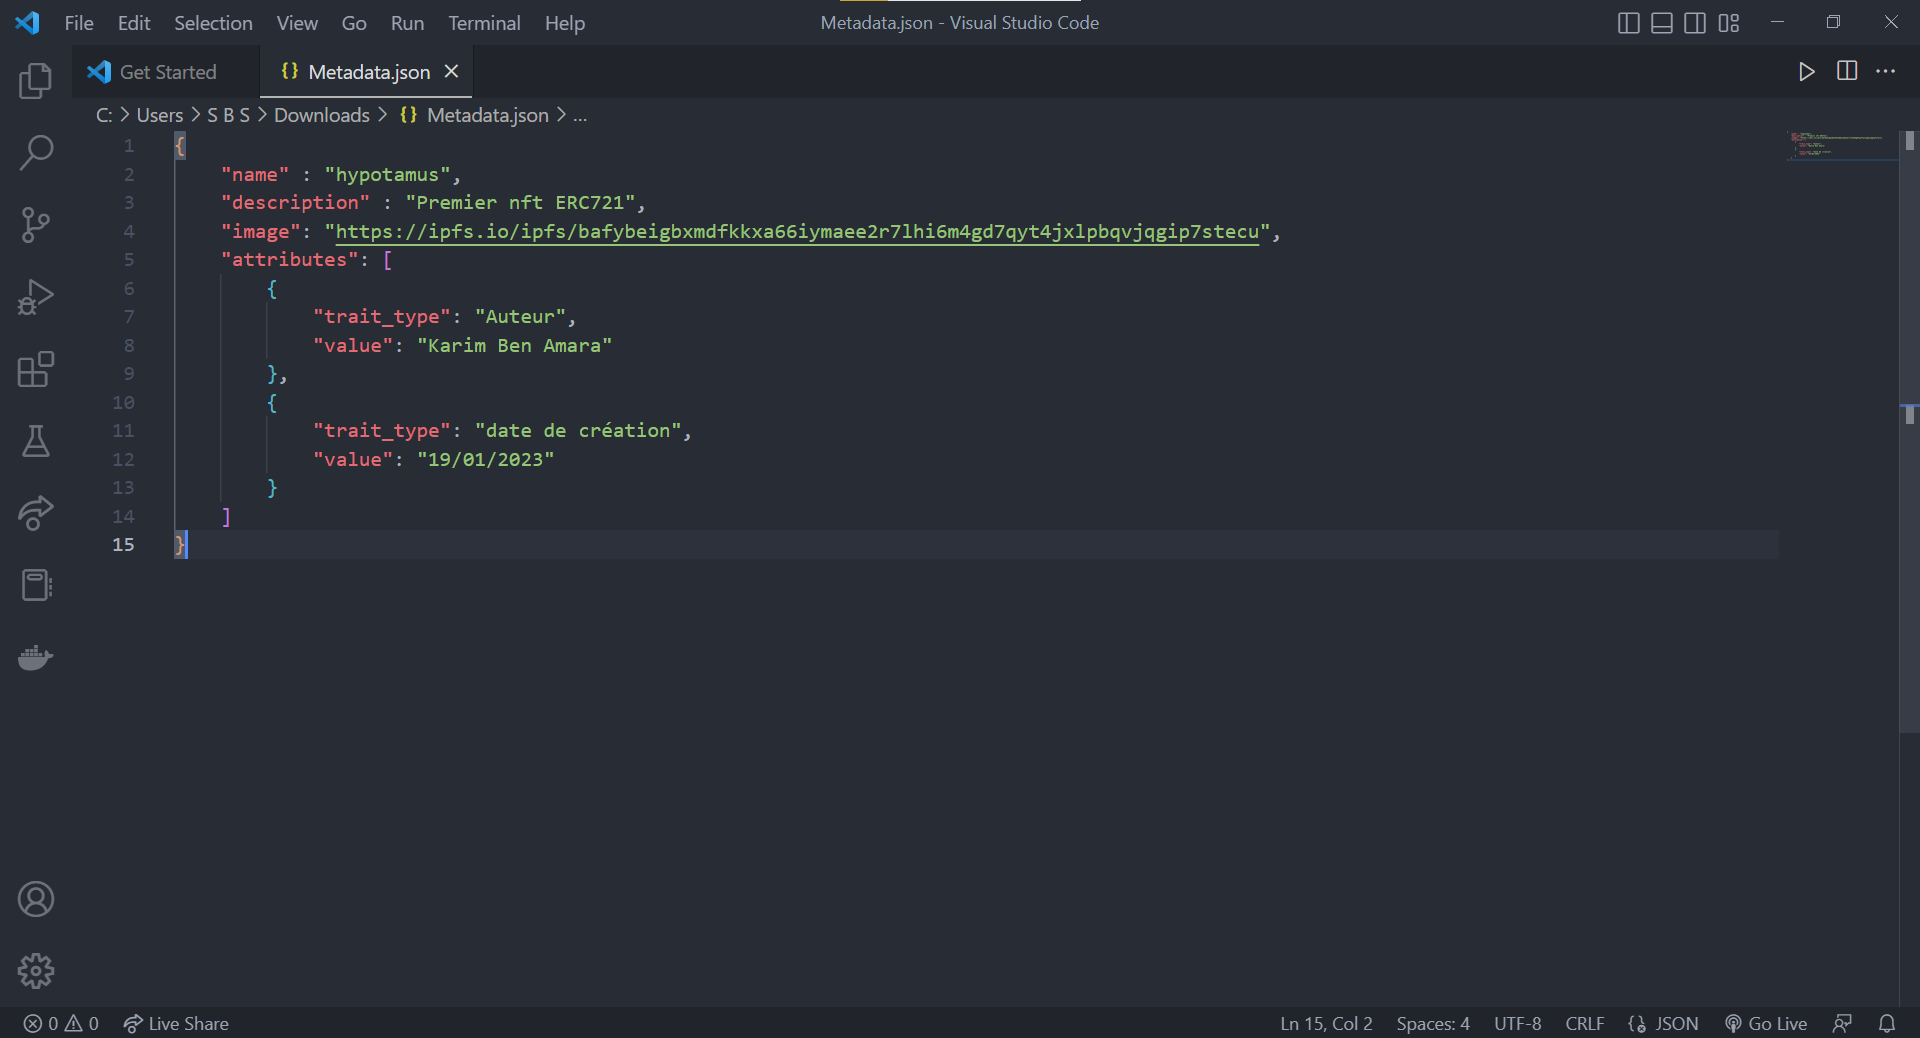 File Edit Selection View Go Run Terminal Help Metadata.json - Visual Studio Code
Get Started {} Metadata.json
C: > Users > S B S > Downloads > {} Metadata.json > ...
1 {
2 "name" : "hypotamus",
3 "description" : "Premier nft ERC721",
4 "image": "https://ipfs.io/ipfs/bafybeigbxmdfkkxa66iymaee2r7lhi6m4gd7qyt4jxlpbqvjqgip7stecu",
5 "attributes": [
6 {
7 "trait_type": "Auteur",
8 "value": "Karim Ben Amara"
9 },
10 {
11 "trait_type": "date de création",
12 "value": "19/01/2023"
13 }
14 ]
15 }
0 0 Live Share Ln 15, Col 2 Spaces: 4 UTF-8 CRLF JSON Go Live